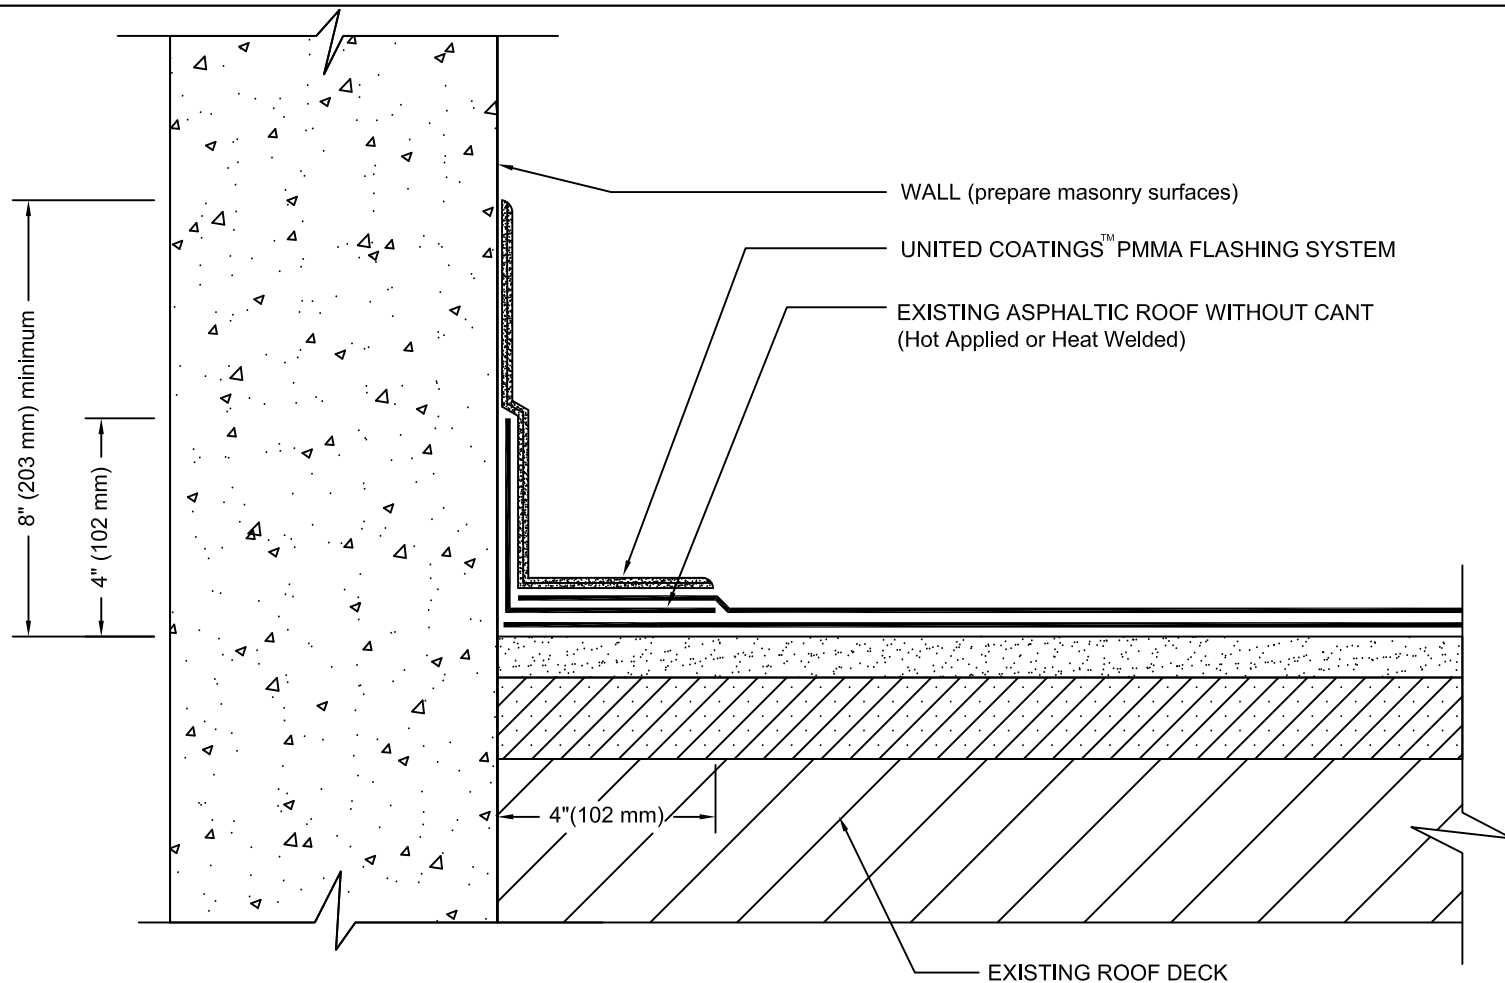 WALL (prepare masonry surfaces)
UNITED COATINGS™ PMMA FLASHING SYSTEM
EXISTING ASPHALTIC ROOF WITHOUT CANT
(Hot Applied or Heat Welded)
8" (203 mm) minimum
4" (102 mm)
4"(102 mm)
EXISTING ROOF DECK